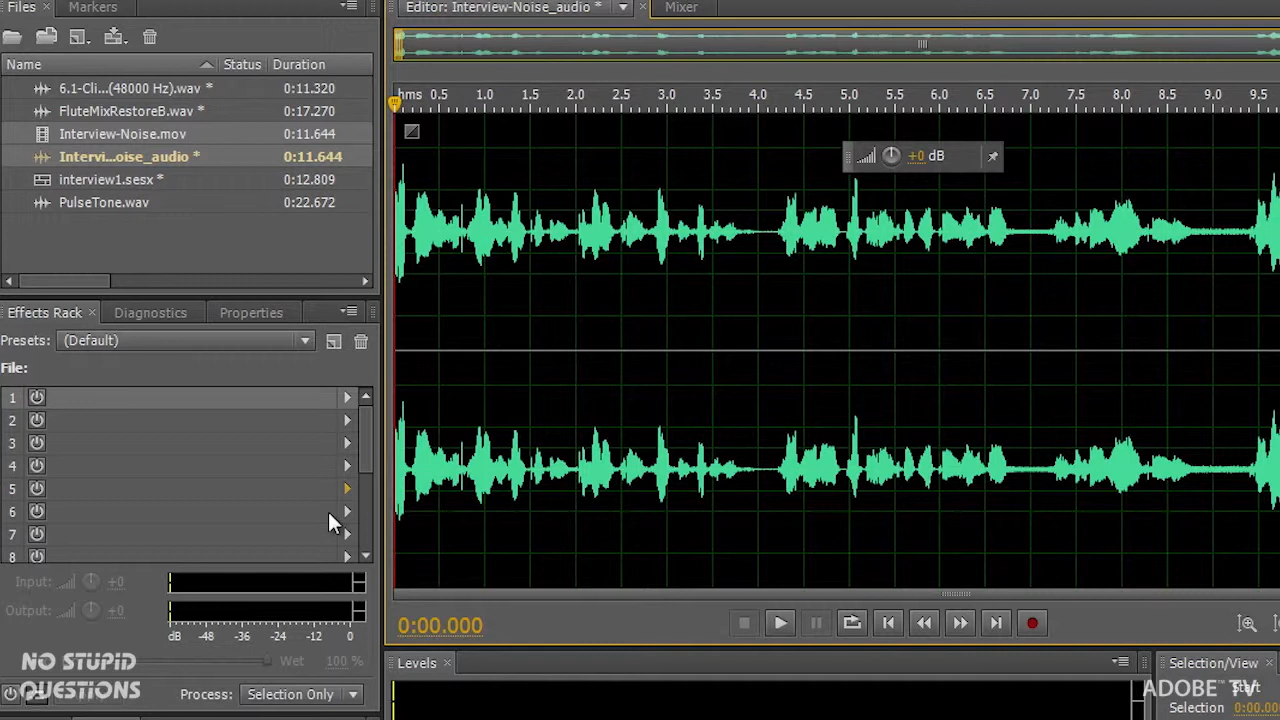 Files × Markers
Editor: Interview-Noise_audio * × Mixer
Name Status Duration
6.1-Cli...(48000 Hz).wav * 0:11.320
FluteMixRestoreB.wav * 0:17.270
Interview-Noise.mov 0:11.644
Intervi...oise_audio * 0:11.644
interview1.sesx * 0:12.809
PulseTone.wav 0:22.672
hms 0.5 1.0 1.5 2.0 2.5 3.0 3.5 4.0 4.5 5.0 5.5 6.0 6.5 7.0 7.5 8.0 8.5 9.0 9.5
+0 dB
Effects Rack × Diagnostics Properties
Presets: (Default)
File:
1
2
3
4
5
6
7
8
Input: +0
Output: +0
dB -48 -36 -24 -12 0
Wet 100 %
NO STUPID
QUESTIONS
Process: Selection Only
0:00.000
Levels ×
Selection/View ×
Start
Selection 0:00.00
ADOBE™ TV